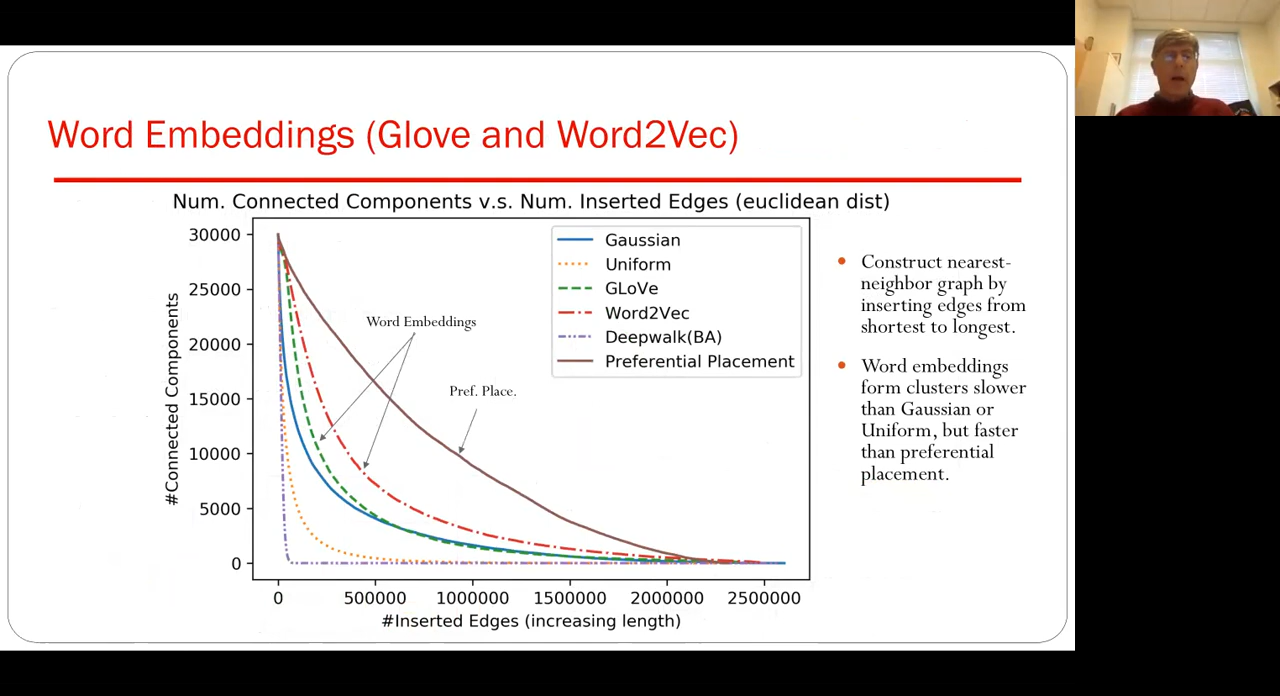 Word Embeddings (Glove and Word2Vec)
Num. Connected Components v.s. Num. Inserted Edges (euclidean dist)
30000
25000
20000
15000
10000
5000
0
#Connected Components
Gaussian
Uniform
GLoVe
Word2Vec
Deepwalk(BA)
Preferential Placement
Word Embeddings
Pref. Place.
0 500000 1000000 1500000 2000000 2500000
#Inserted Edges (increasing length)
• Construct nearest-
neighbor graph by
inserting edges from
shortest to longest.
• Word embeddings
form clusters slower
than Gaussian or
Uniform, but faster
than preferential
placement.